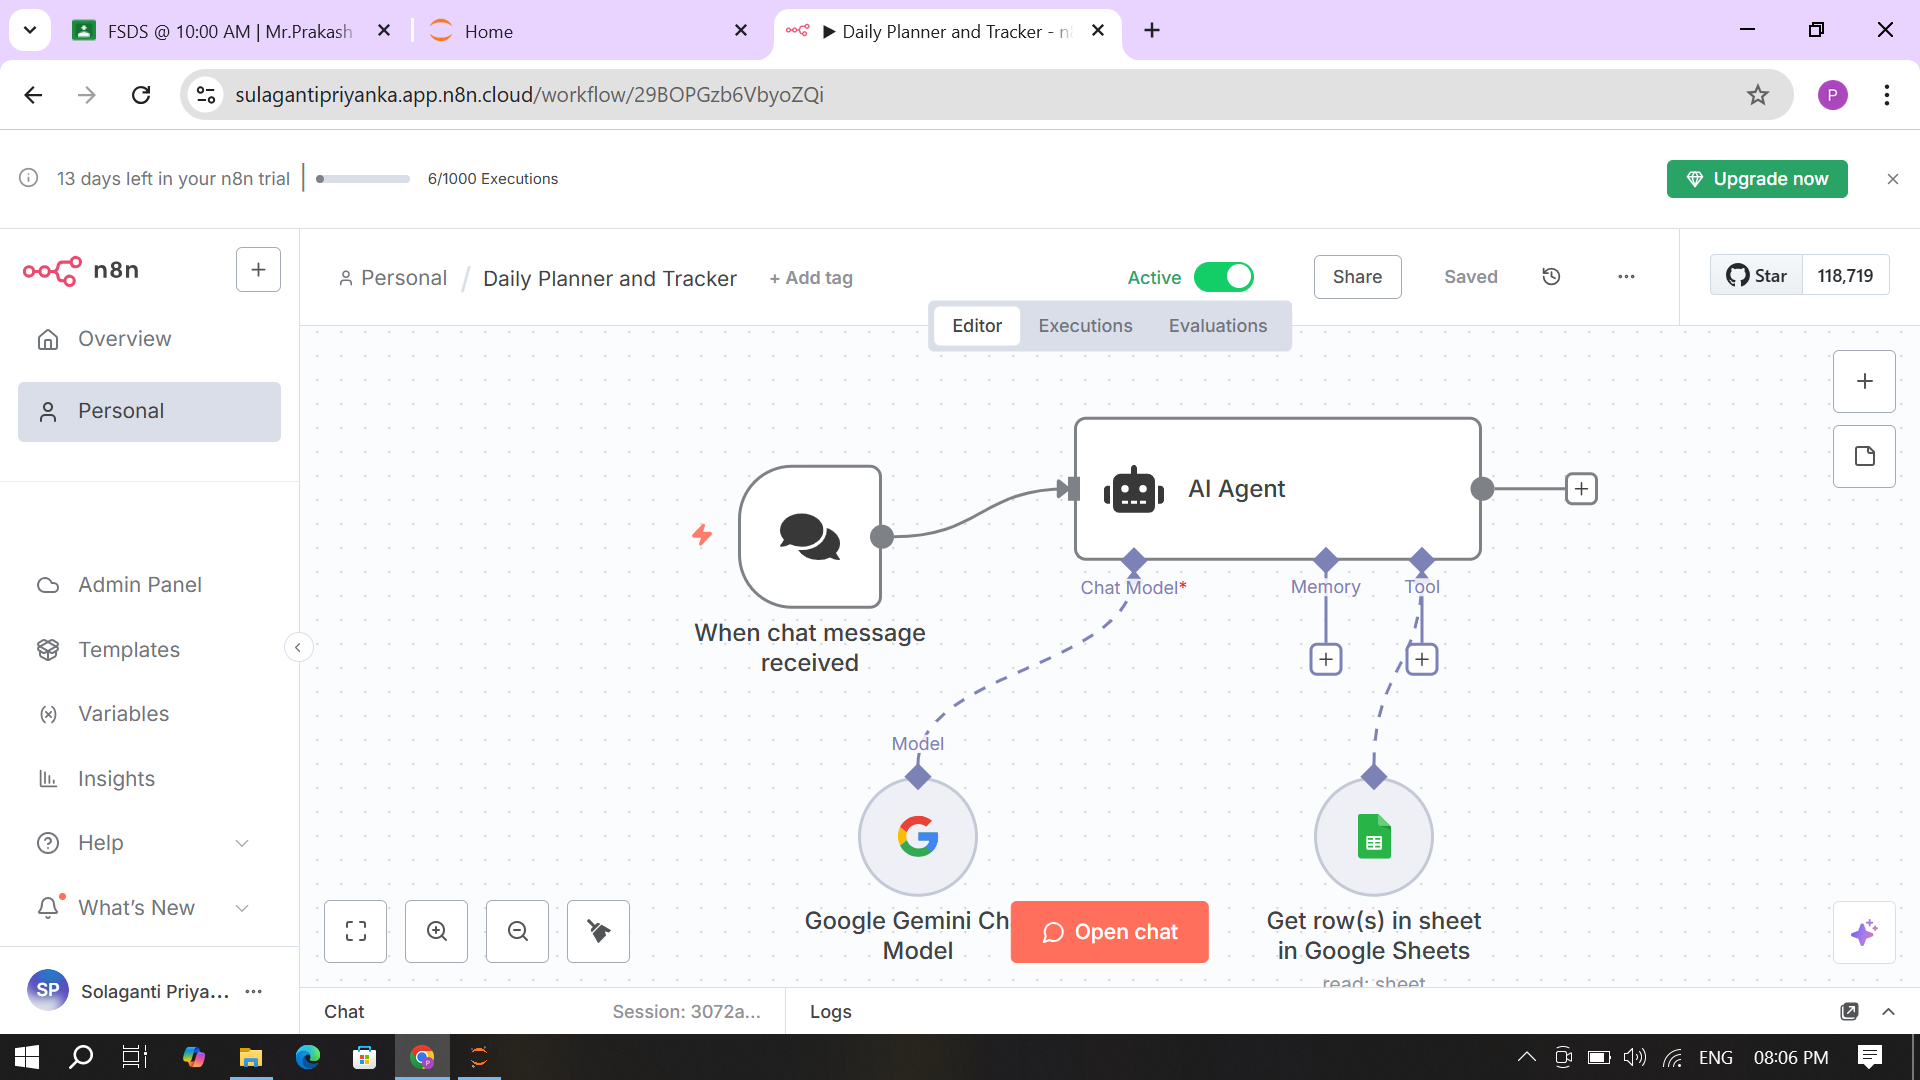 FSDS @ 10:00 AM | Mr.Prakash
Home
Daily Planner and Tracker - n8
sulagantipriyanka.app.n8n.cloud/workflow/29BOPGzb6VbyoZQi
P
13 days left in your n8n trial
6/1000 Executions
Upgrade now
n8n
Personal / Daily Planner and Tracker
+ Add tag
Active
Share
Saved
Star
118,719
Editor
Executions
Evaluations
Overview
Personal
Admin Panel
Templates
Variables
Insights
Help
What's New
SP
Solaganti Priya...
AI Agent
Chat Model*
Memory
Tool
When chat message
received
Model
Google Gemini Ch
Model
Open chat
Get row(s) in sheet
in Google Sheets
read: sheet
Chat
Session: 3072a...
Logs
ENG
08:06 PM